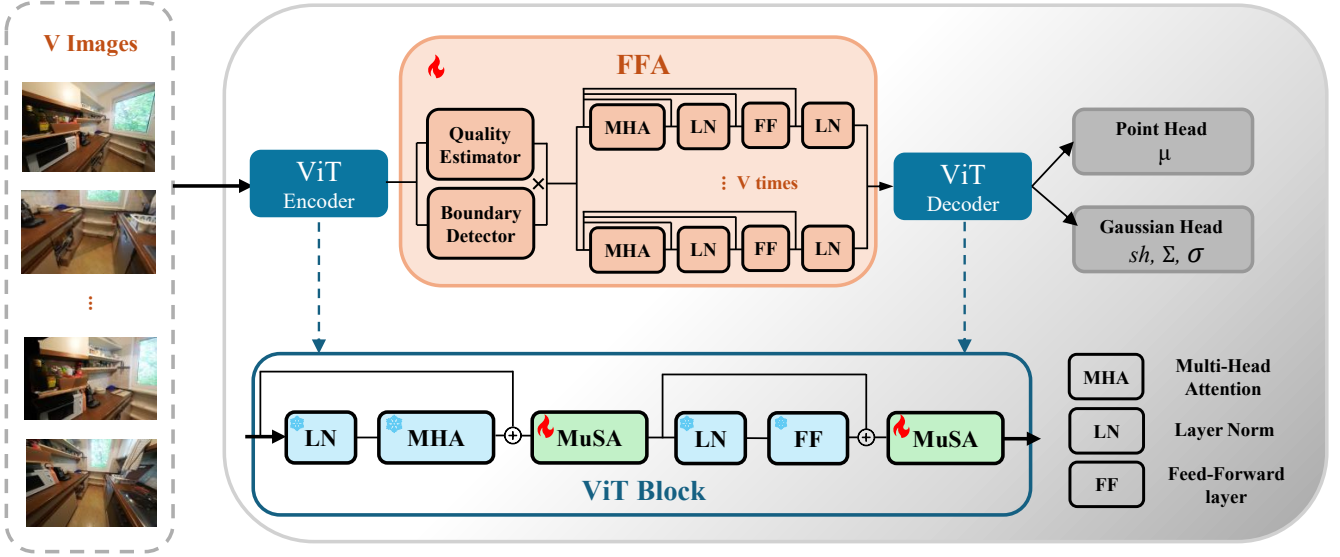 V Images
FFA
Quality
Estimator
Boundary
Detector
×
MHA
LN
FF
LN
⋮ V times
MHA
LN
FF
LN
ViT
Encoder
ViT
Decoder
Point Head
μ
Gaussian Head
sh, Σ, σ
⋮
LN
MHA
+
MuSA
LN
FF
+
MuSA
ViT Block
MHA
Multi-Head
Attention
LN
Layer Norm
FF
Feed-Forward
layer